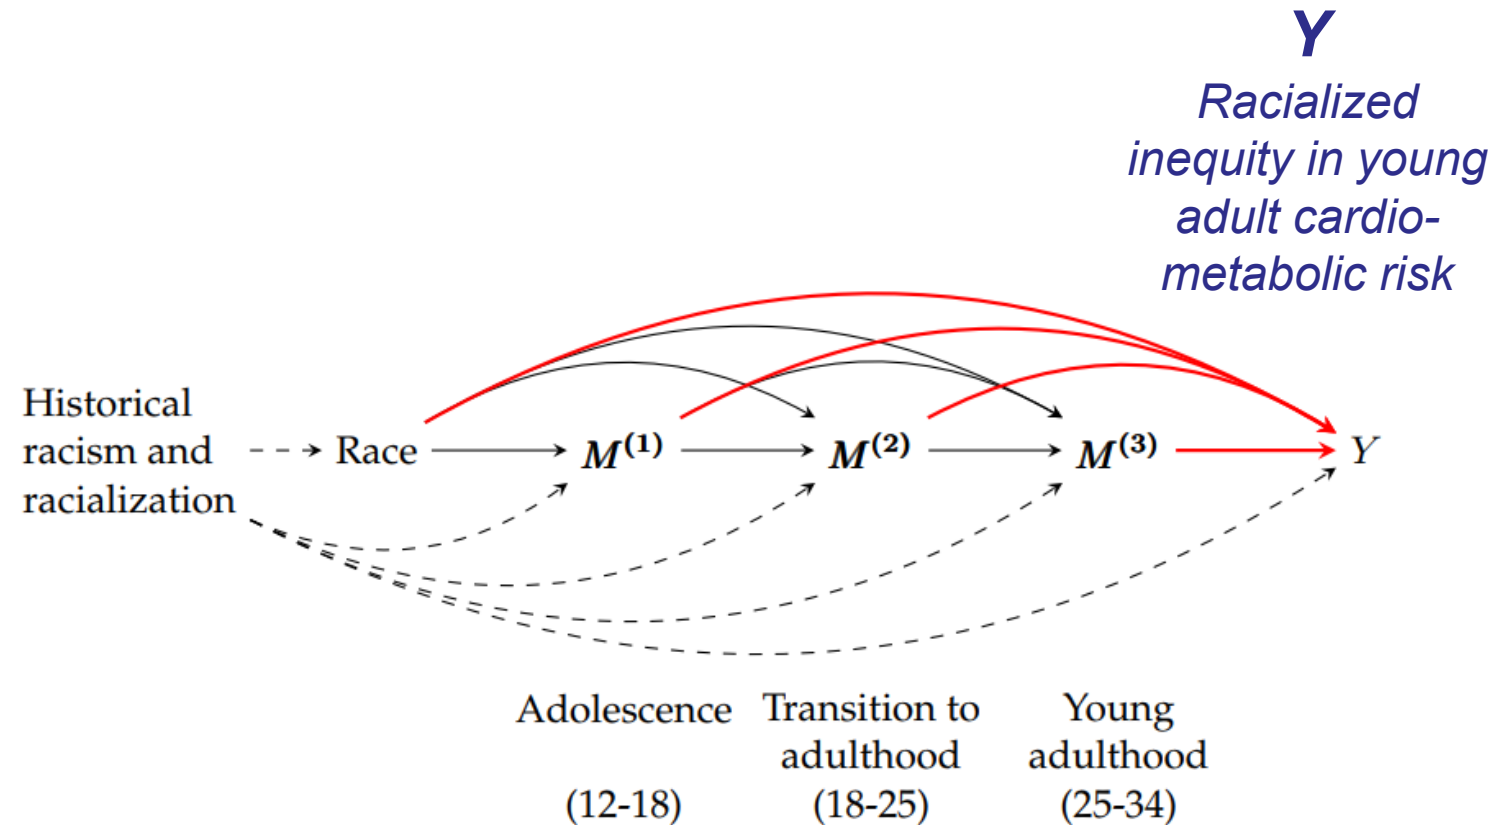 Y
Racialized
inequity in young
adult cardio-
metabolic risk
Historical
racism and
racialization
Race
M(1)
M(2)
M(3)
Y
Adolescence
(12-18)
Transition to
adulthood
(18-25)
Young
adulthood
(25-34)